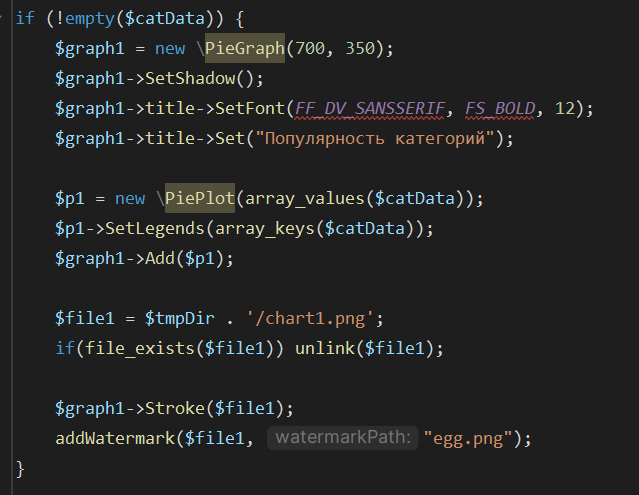 if (!empty($catData)) {
$graph1 = new \PieGraph(700, 350);
$graph1->SetShadow();
$graph1->title->SetFont(FF_DV_SANSSERIF, FS_BOLD, 12);
$graph1->title->Set("Популярность категорий");
$p1 = new \PiePlot(array_values($catData));
$p1->SetLegends(array_keys($catData));
$graph1->Add($p1);
$file1 = $tmpDir . '/chart1.png';
if(file_exists($file1)) unlink($file1);
$graph1->Stroke($file1);
addWatermark($file1, watermarkPath: "egg.png");
}